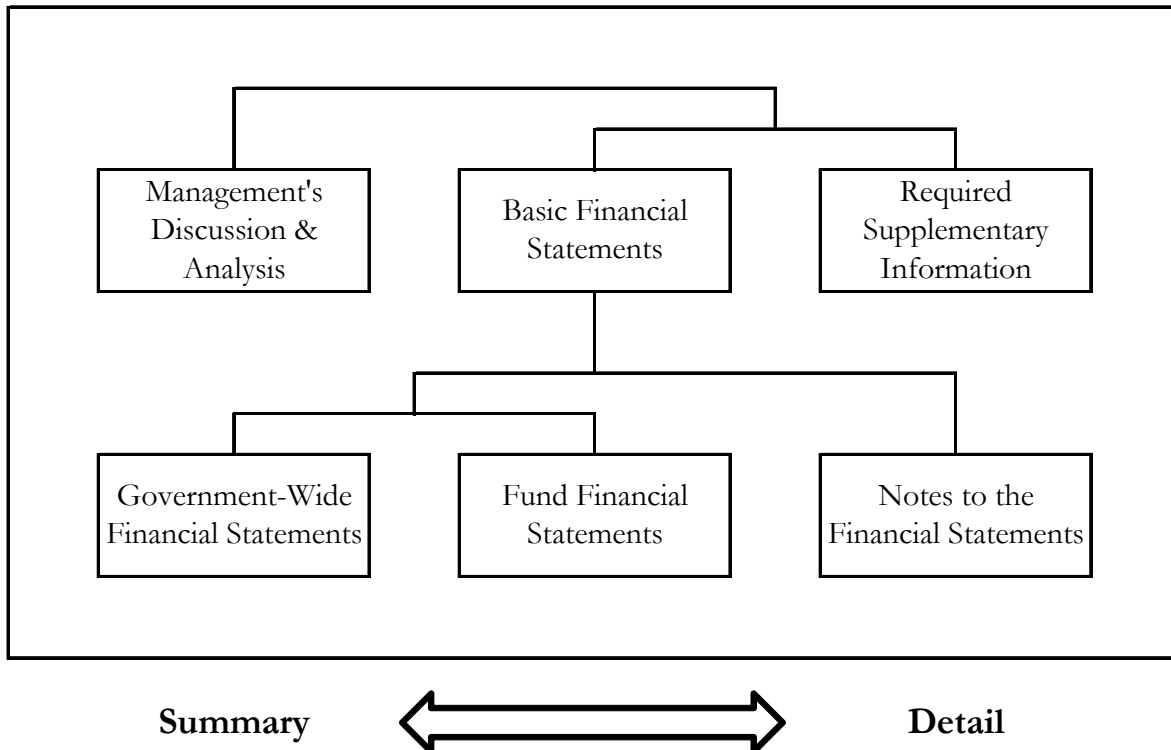 Management's
Discussion &
Analysis
Basic Financial
Statements
Required
Supplementary
Information
Government-Wide
Financial Statements
Fund Financial
Statements
Notes to the
Financial Statements
Summary
Detail